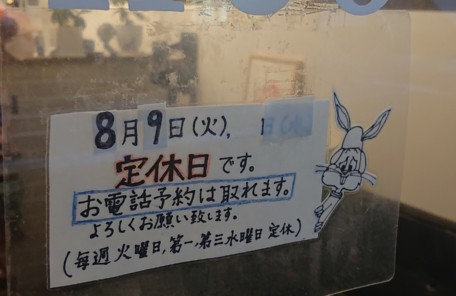 8月9日(火),
定休日です。
お電話予約は取れます。
よろしくお願い致します。
(毎週火曜日,第一,第三水曜日定休)